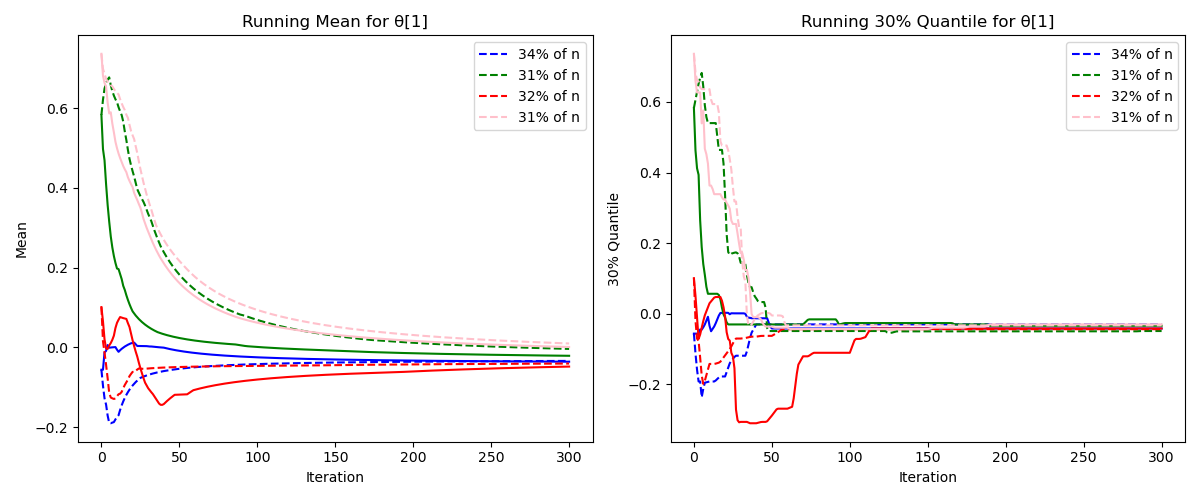 Running Mean for θ[1]
Mean
0.6
0.4
0.2
0.0
−0.2
0
50
100
150
200
250
300
Iteration
34% of n
31% of n
32% of n
31% of n
Running 30% Quantile for θ[1]
30% Quantile
0.6
0.4
0.2
0.0
−0.2
0
50
100
150
200
250
300
Iteration
34% of n
31% of n
32% of n
31% of n